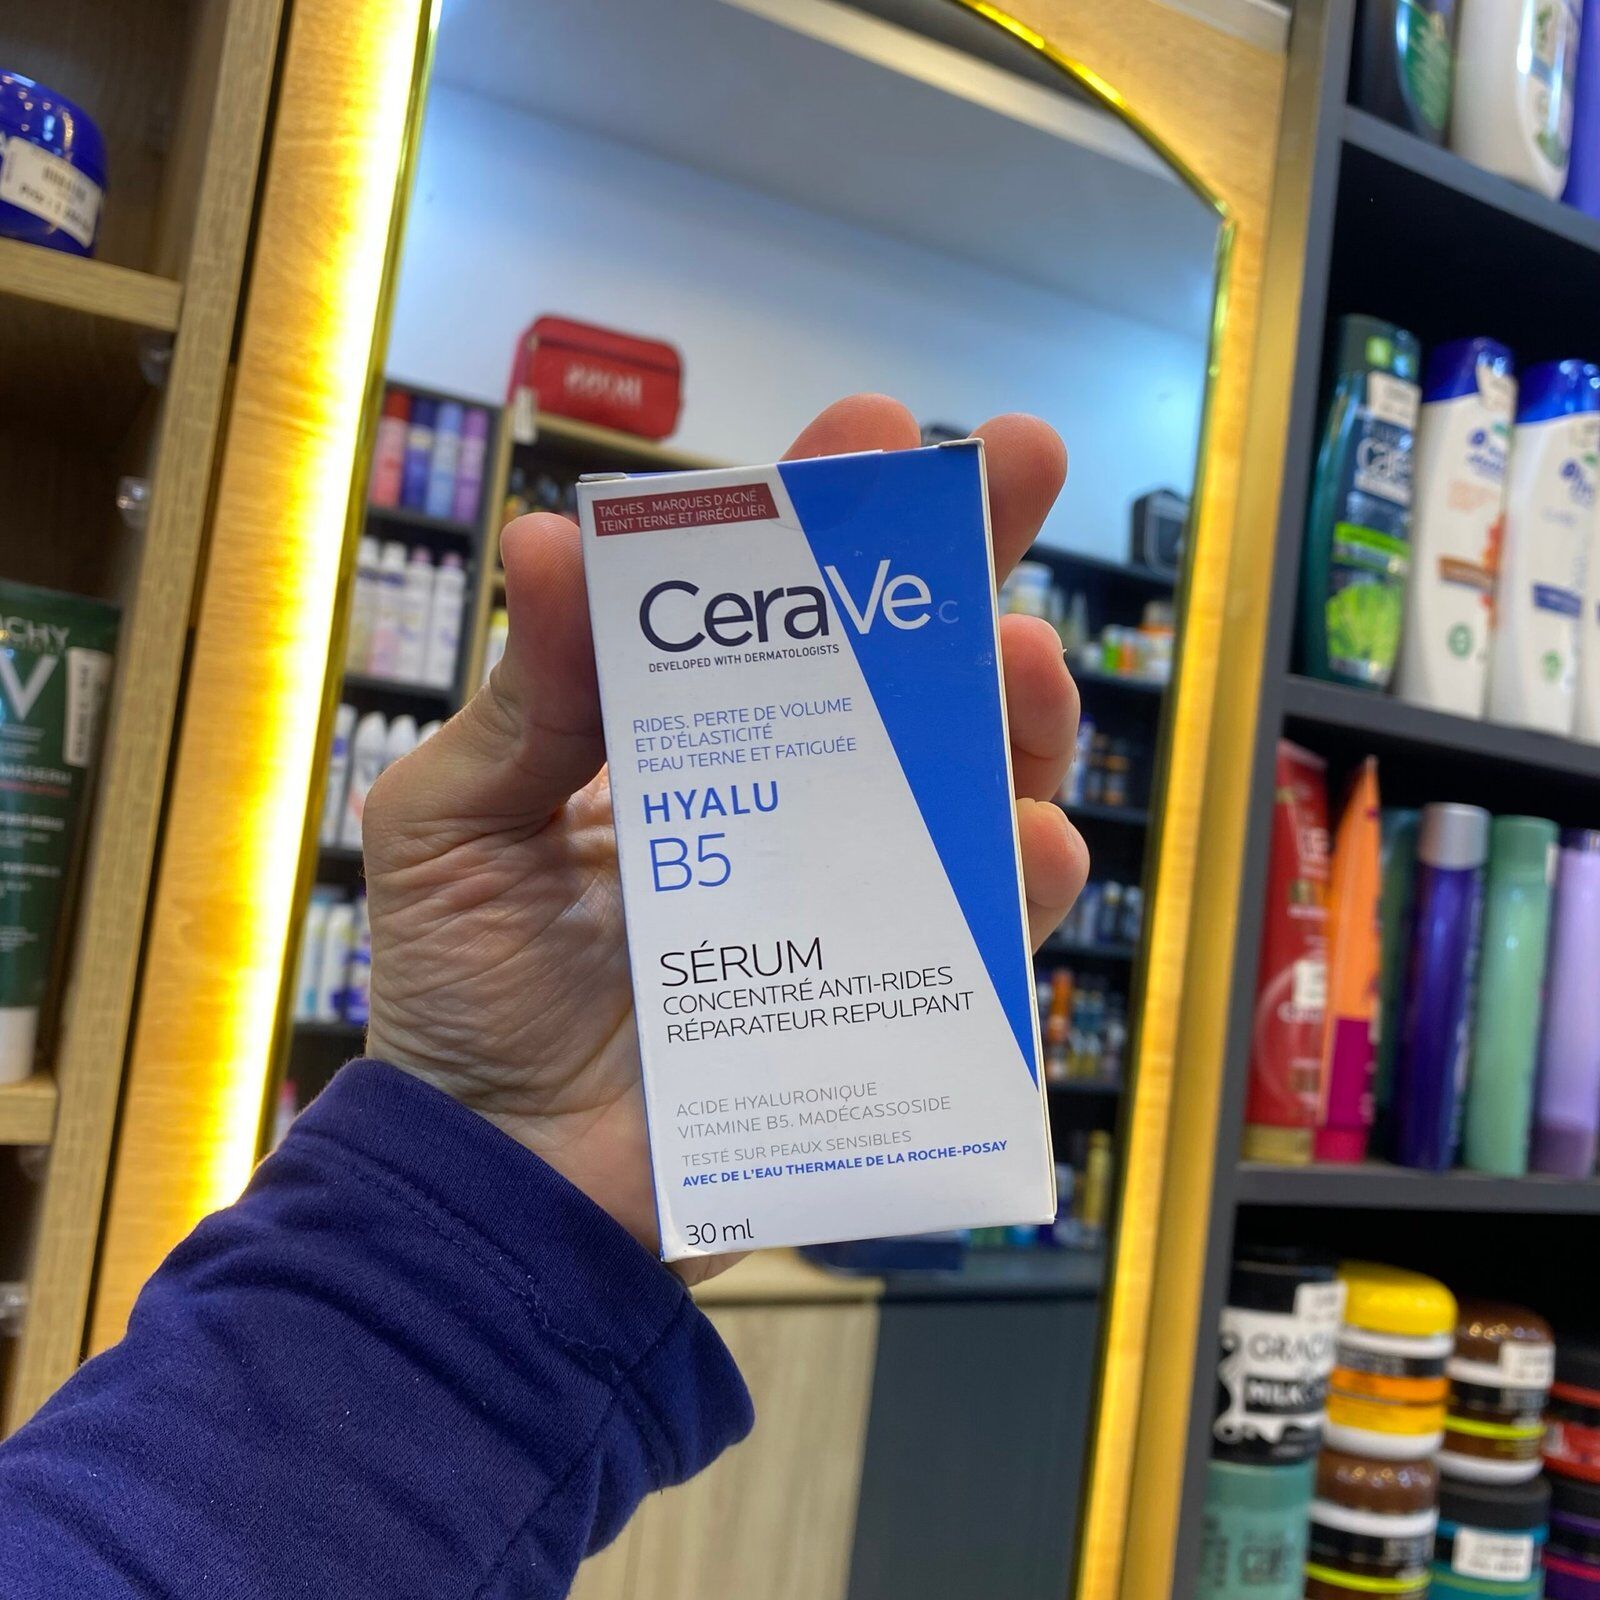 TACHES . MARQUES D'ACNÉ .
TEINT TERNE ET IRRÉGULIER
CeraVe c
DEVELOPED WITH DERMATOLOGISTS
RIDES. PERTE DE VOLUME
ET D'ÉLASTICITÉ
PEAU TERNE ET FATIGUÉE
HYALU
B5
SÉRUM
CONCENTRÉ ANTI-RIDES
RÉPARATEUR REPULPANT
ACIDE HYALURONIQUE
VITAMINE B5. MADÉCASSOSIDE
TESTÉ SUR PEAUX SENSIBLES
AVEC DE L'EAU THERMALE DE LA ROCHE-POSAY
30 ml